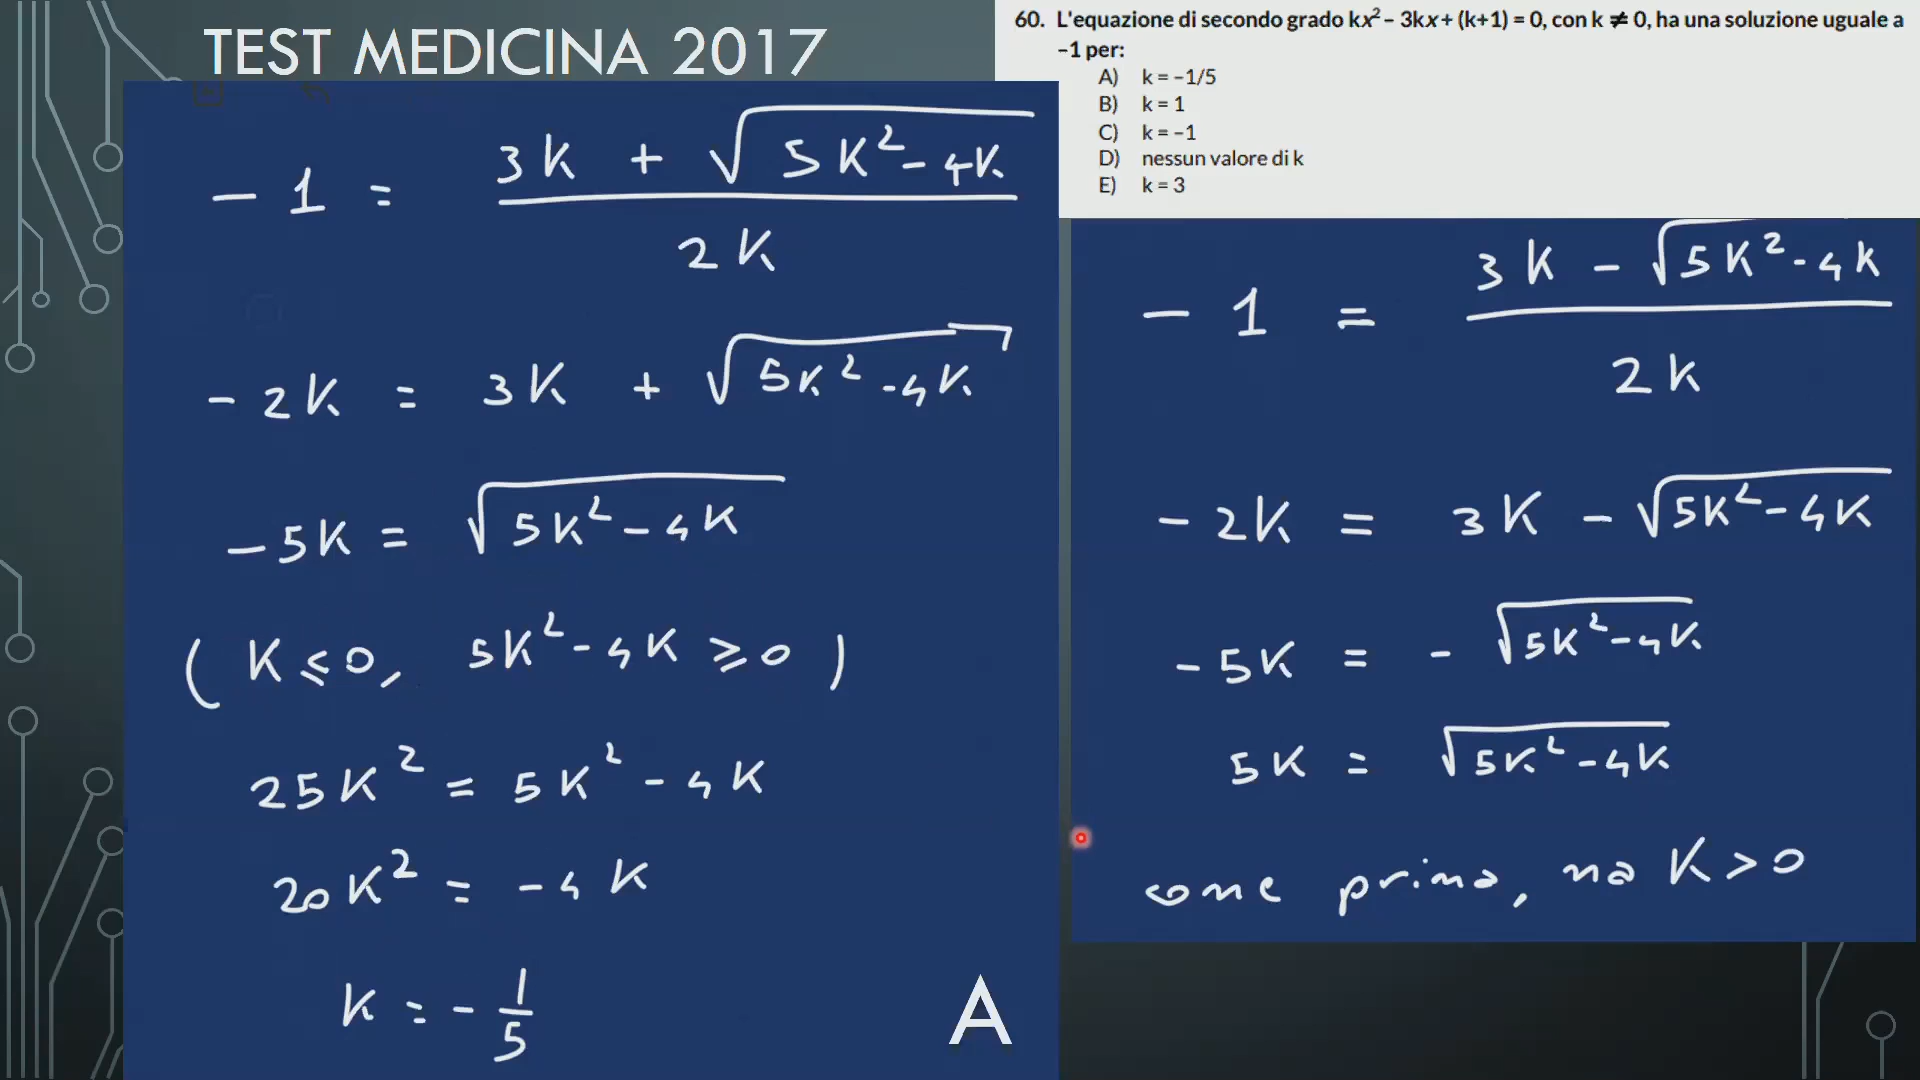 TEST MEDICINA 2017
60. L'equazione di secondo grado kx² – 3kx + (k+1) = 0, con k ≠ 0, ha una soluzione uguale a
–1 per:
A) k = –1/5
B) k = 1
C) k = –1
D) nessun valore di k
E) k = 3
- 1 = (3K + √(5K² - 4K)) / 2K
- 2K = 3K + √(5K² - 4K)
- 5K = √(5K² - 4K)
(K ≤ 0, 5K² - 4K ≥ 0)
25K² = 5K² - 4K
20K² = - 4K
K = - 1/5
A
- 1 = (3K - √(5K² - 4K)) / 2K
- 2K = 3K - √(5K² - 4K)
- 5K = - √(5K² - 4K)
5K = √(5K² - 4K)
come prima, ma K > 0